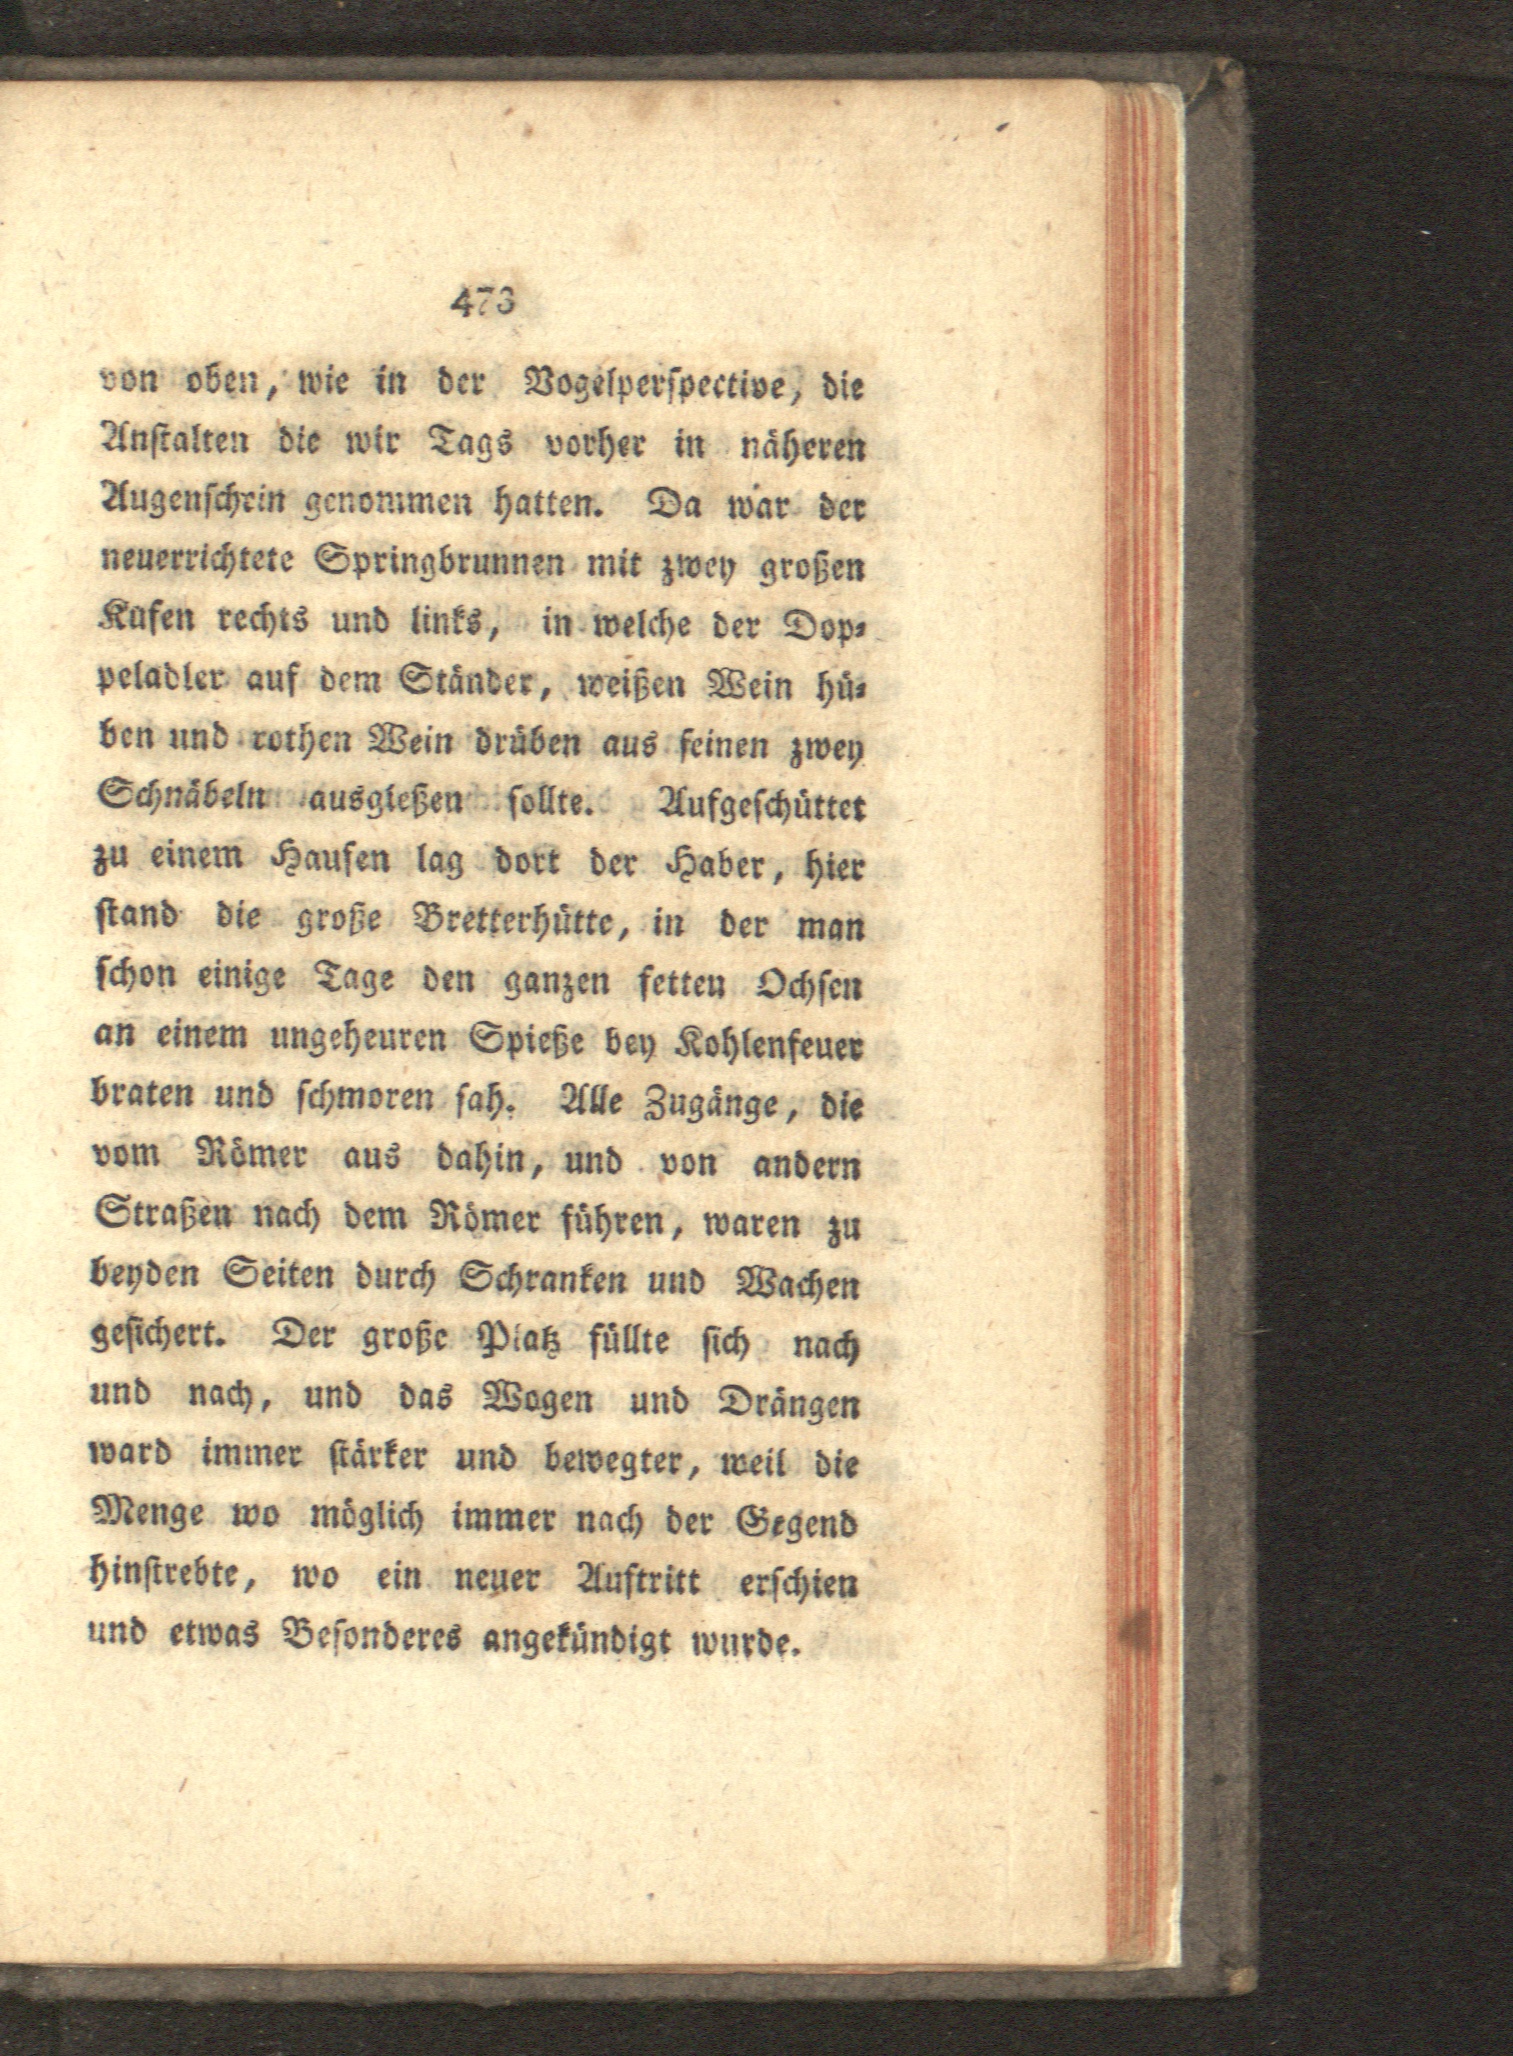 473
von oben, wie in der Vogelperspective, die
Anstalten die wir Tags vorher in näheren
Augenschein genommen hatten. Da war der
neuerrichtete Springbrunnen mit zwey großen
Kufen rechts und links, in welche der Dop⸗
peladler auf dem Ständer, weißen Wein hü⸗
ben und rothen Wein drüben aus seinen zwey
Schnäbeln ausgießen sollte. Aufgeschüttet
zu einem Haufen lag dort der Haber, hier
stand die große Bretterhütte, in der man
schon einige Tage den ganzen fetten Ochsen
an einem ungeheuren Spieße bey Kohlenfeuer
braten und schmoren sah. Alle Zugänge, die
vom Römer aus dahin, und von andern
Straßen nach dem Römer führen, waren zu
beyden Seiten durch Schranken und Wachen
gesichert. Der große Platz füllte sich nach
und nach, und das Wogen und Drängen
ward immer stärker und bewegter, weil die
Menge wo möglich immer nach der Gegend
hinstrebte, wo ein neuer Auftritt erschien
und etwas Besonderes angekündigt wurde.